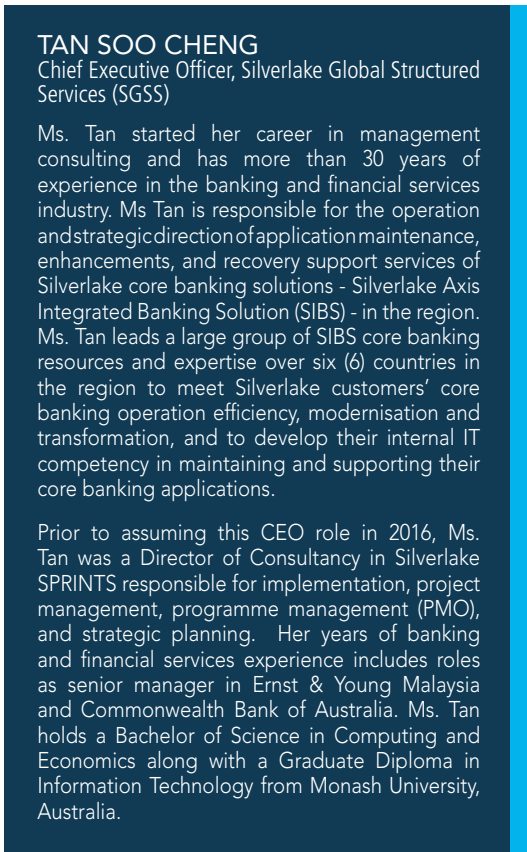 TAN SOO CHENG
Chief Executive Officer, Silverlake Global Structured
Services (SGSS)
Ms. Tan started her career in management
consulting and has more than 30 years of
experience in the banking and financial services
industry. Ms Tan is responsible for the operation
and strategic direction of application maintenance,
enhancements, and recovery support services of
Silverlake core banking solutions - Silverlake Axis
Integrated Banking Solution (SIBS) - in the region.
Ms. Tan leads a large group of SIBS core banking
resources and expertise over six (6) countries in
the region to meet Silverlake customers’ core
banking operation efficiency, modernisation and
transformation, and to develop their internal IT
competency in maintaining and supporting their
core banking applications.
Prior to assuming this CEO role in 2016, Ms.
Tan was a Director of Consultancy in Silverlake
SPRINTS responsible for implementation, project
management, programme management (PMO),
and strategic planning.  Her years of banking
and financial services experience includes roles
as senior manager in Ernst & Young Malaysia
and Commonwealth Bank of Australia. Ms. Tan
holds a Bachelor of Science in Computing and
Economics along with a Graduate Diploma in
Information Technology from Monash University,
Australia.